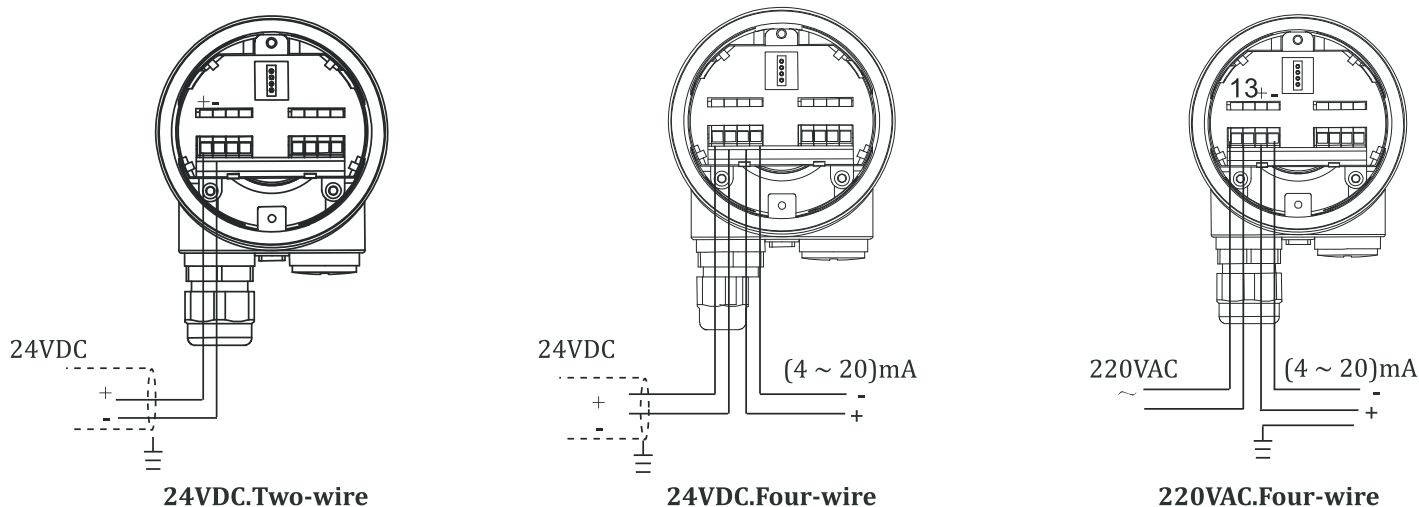 +-
24VDC
+
-
24VDC.Two-wire
24VDC
+
-
(4 ~ 20)mA
-
+
24VDC.Four-wire
13+-
220VAC
~
(4 ~ 20)mA
-
+
220VAC.Four-wire